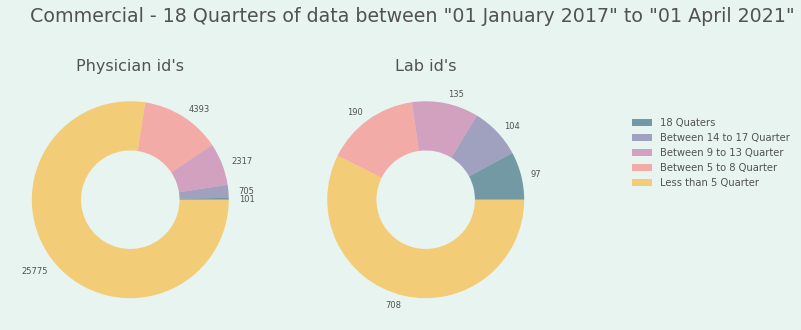 Commercial - 18 Quarters of data between "01 January 2017" to "01 April 2021"
Physician id's
Lab id's
4393
2317
705
101
25775
135
190
104
97
708
18 Quaters
Between 14 to 17 Quarter
Between 9 to 13 Quarter
Between 5 to 8 Quarter
Less than 5 Quarter